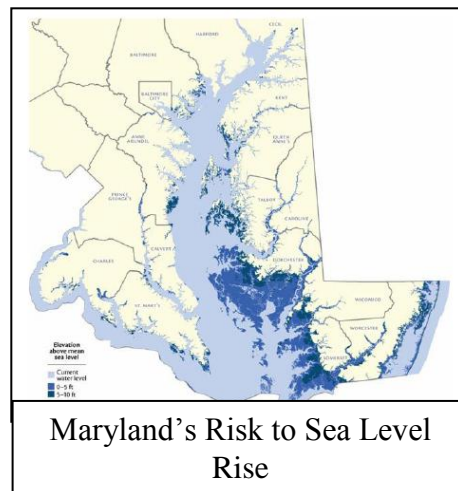 CECIL
HARFORD
BALTIMORE
BALTIMORE
CITY
KENT
ANNE
ARUNDEL
QUEEN
ANNE'S
PRINCE
GEORGE'S
TALBOT
CAROLINE
CALVERT
DORCHESTER
CHARLES
ST. MARY'S
WICOMICO
WORCESTER
SOMERSET
Elevation
above mean
sea level
Current
water level
0–5 ft
5–10 ft
Maryland's Risk to Sea Level
Rise